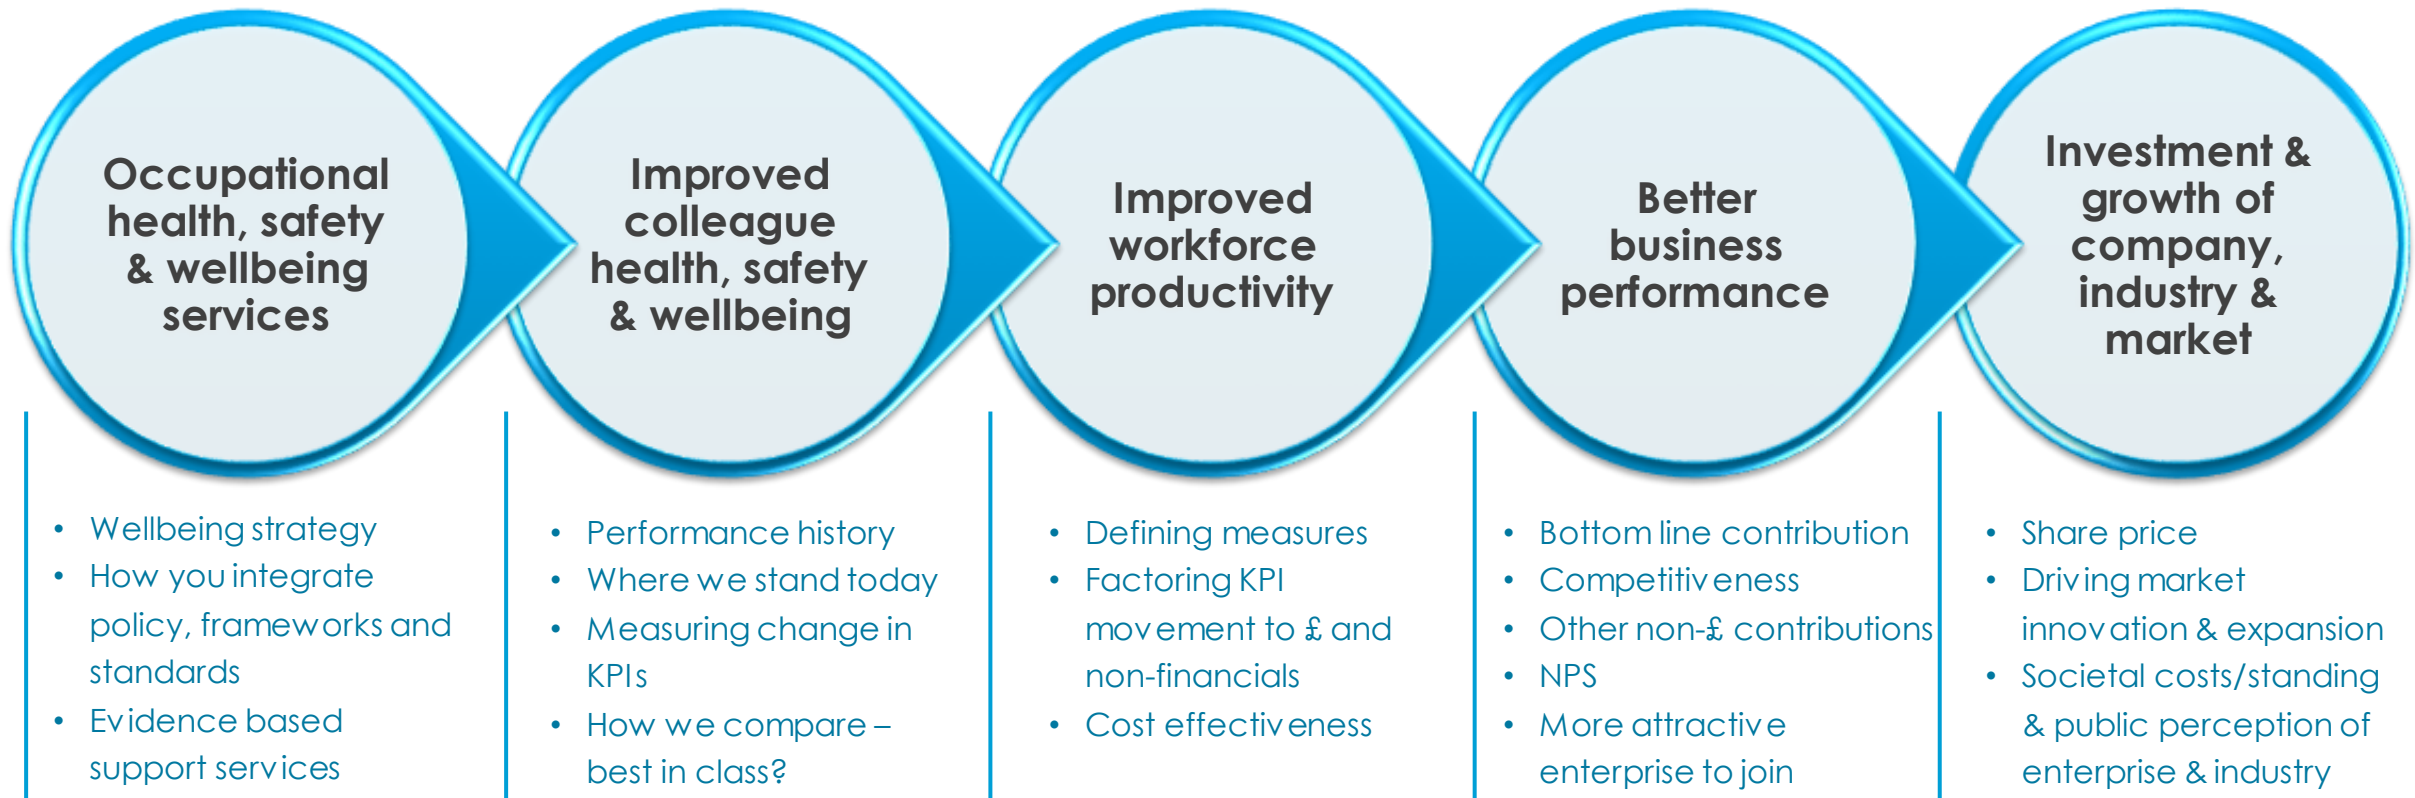 Occupational
health, safety
& wellbeing
services
Improved
colleague
health, safety
& wellbeing
Improved
workforce
productivity
Better
business
performance
Investment &
growth of
company,
industry &
market
• Wellbeing strategy
• How you integrate
policy, frameworks and
standards
• Evidence based
support services
• Performance history
• Where we stand today
• Measuring change in
KPIs
• How we compare –
best in class?
• Defining measures
• Factoring KPI
movement to £ and
non-financials
• Cost effectiveness
• Bottom line contribution
• Competitiveness
• Other non-£ contributions
• NPS
• More attractive
enterprise to join
• Share price
• Driving market
innovation & expansion
• Societal costs/standing
& public perception of
enterprise & industry